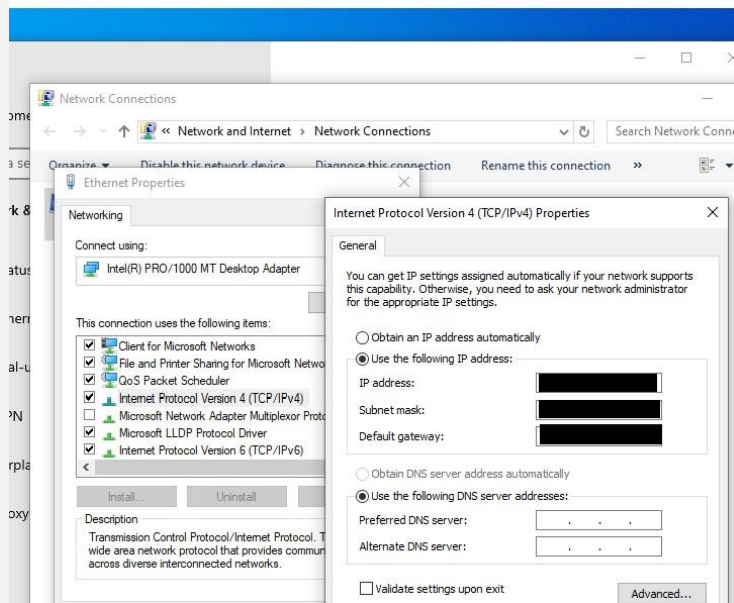 Network Connections
Network and Internet > Network Connections
Search Network Conne
Organize
Disable this network device
Diagnose this connection
Rename this connection
»
Ethernet Properties
Networking
Connect using:
Intel(R) PRO/1000 MT Desktop Adapter
This connection uses the following items:
Client for Microsoft Networks
File and Printer Sharing for Microsoft Netwo
QoS Packet Scheduler
Internet Protocol Version 4 (TCP/IPv4)
Microsoft Network Adapter Multiplexor Proto
Microsoft LLDP Protocol Driver
Internet Protocol Version 6 (TCP/IPv6)
Install...
Uninstall
Description
Transmission Control Protocol/Internet Protocol. T
wide area network protocol that provides commun
across diverse interconnected networks.
Internet Protocol Version 4 (TCP/IPv4) Properties
General
You can get IP settings assigned automatically if your network supports
this capability. Otherwise, you need to ask your network administrator
for the appropriate IP settings.
Obtain an IP address automatically
Use the following IP address:
IP address:
Subnet mask:
Default gateway:
Obtain DNS server address automatically
Use the following DNS server addresses:
Preferred DNS server:
Alternate DNS server:
Validate settings upon exit
Advanced...